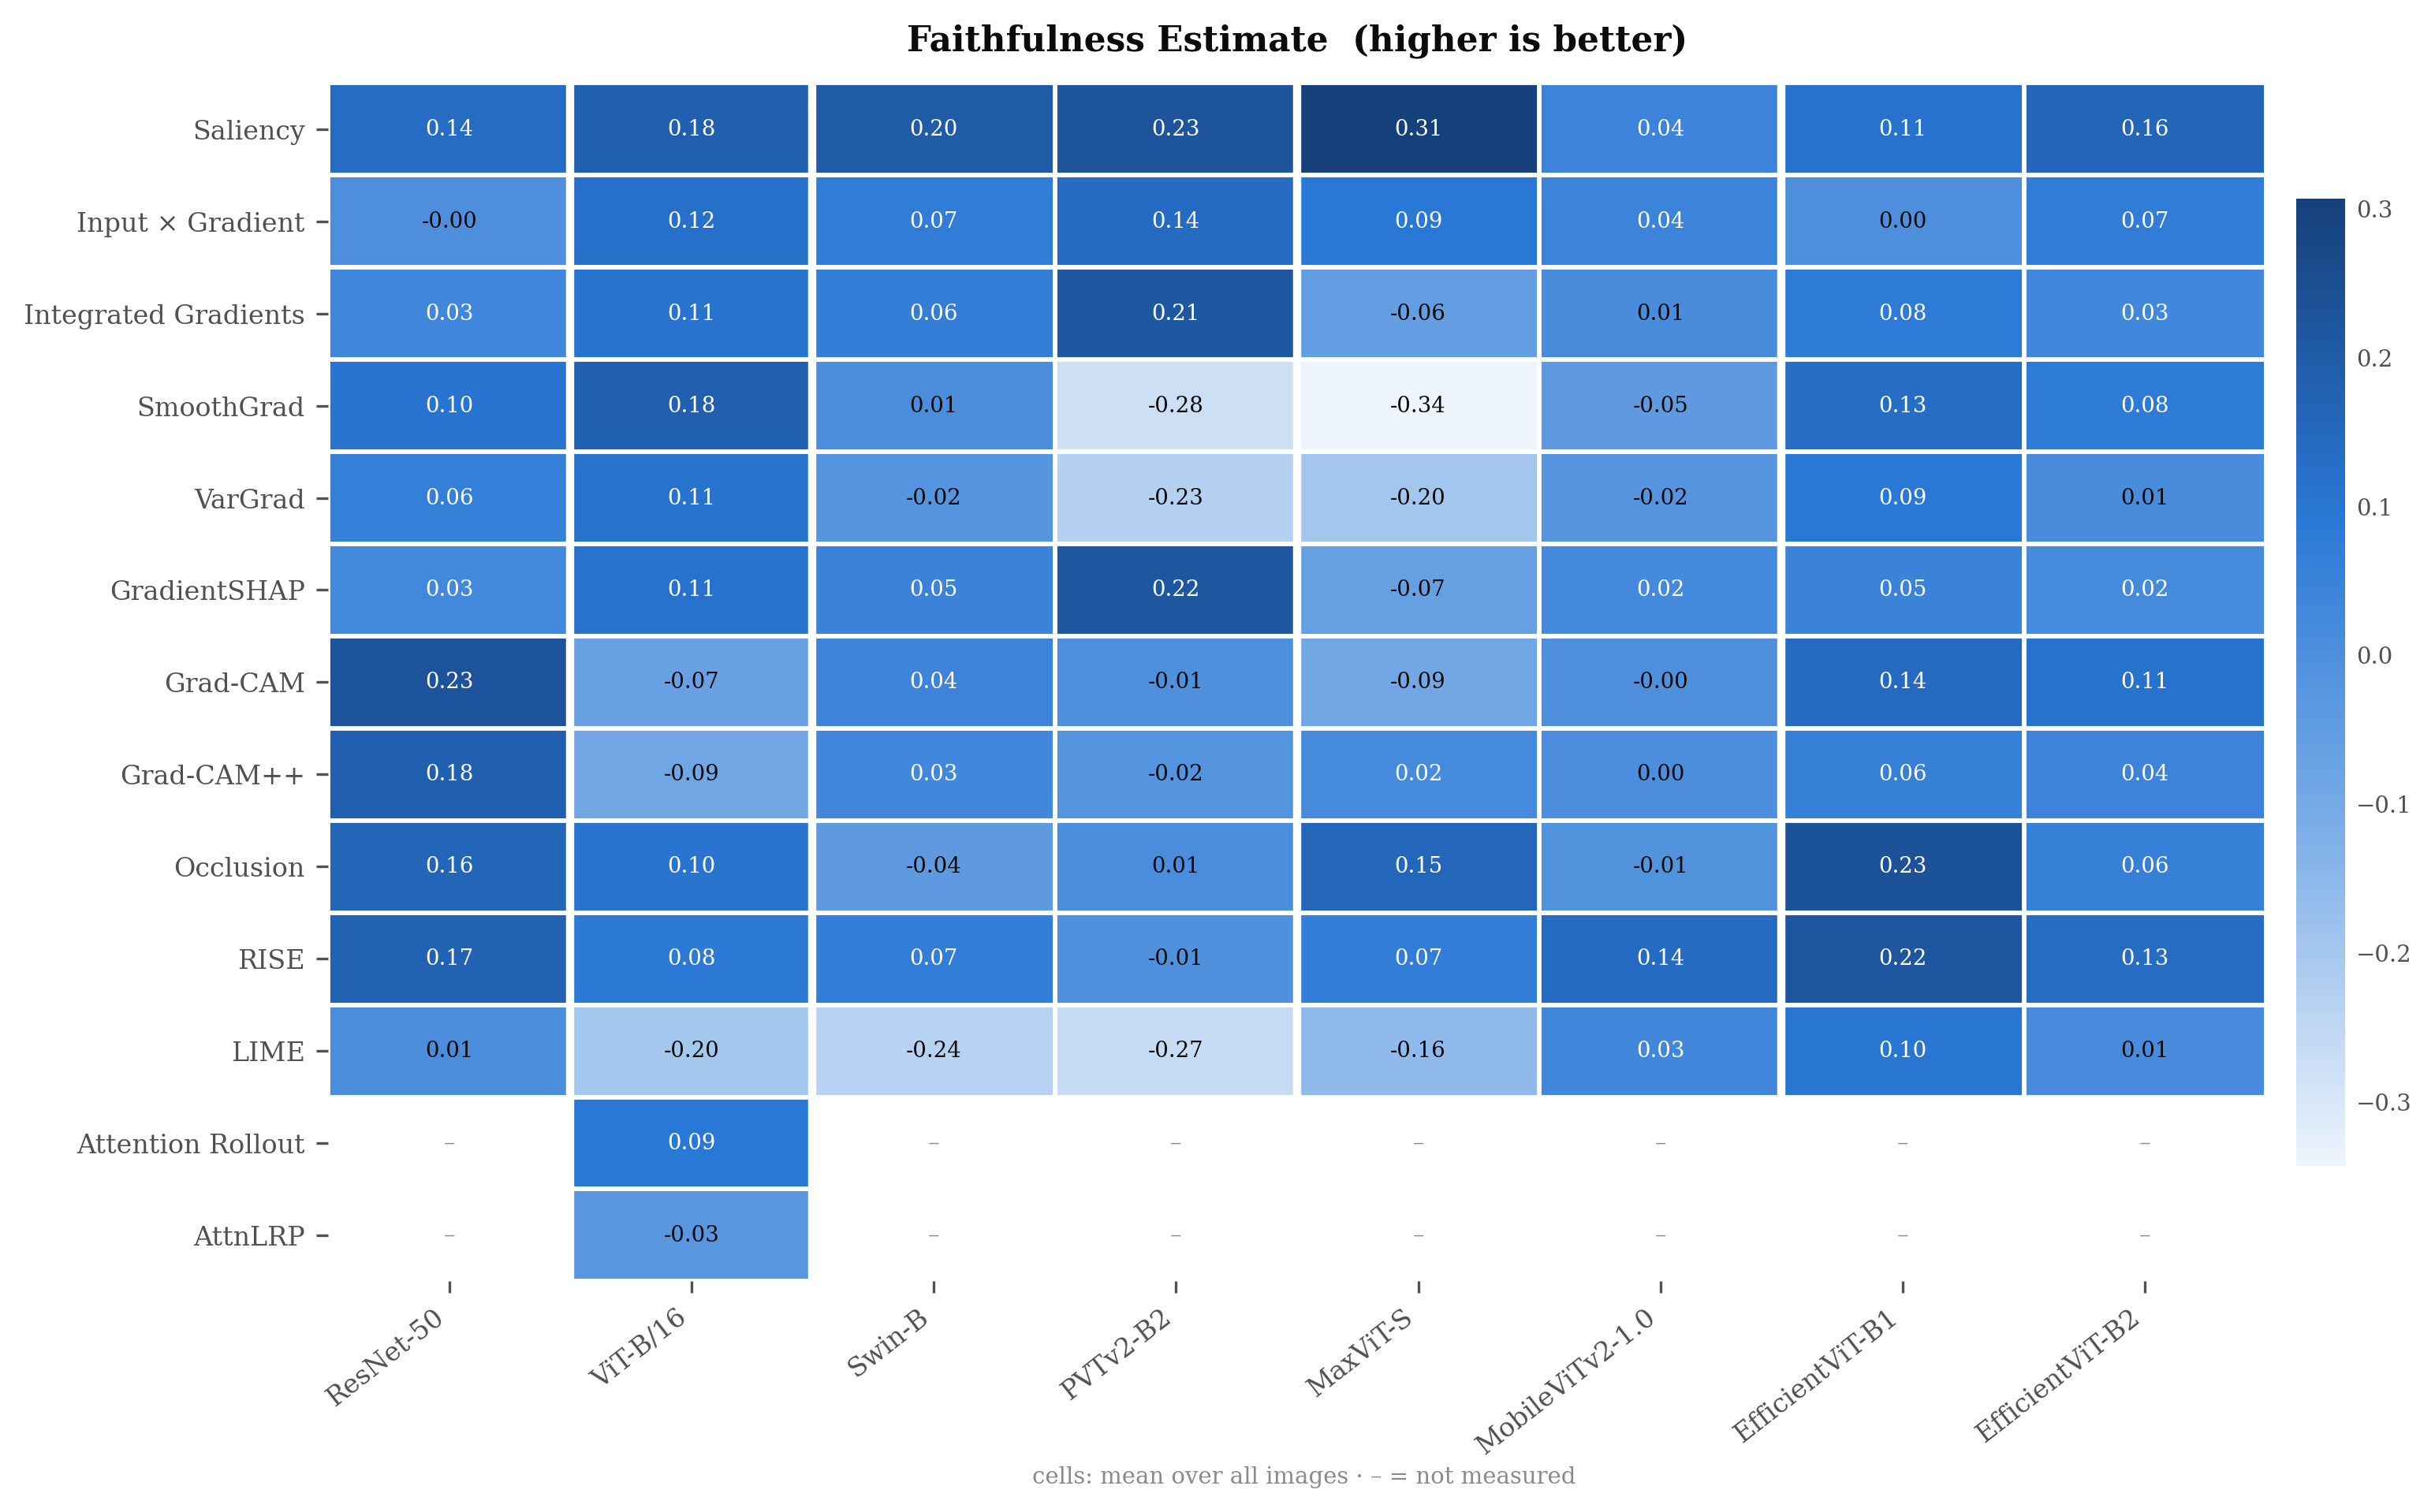 Faithfulness Estimate (higher is better)
Saliency 0.14 0.18 0.20 0.23 0.31 0.04 0.11 0.16
Input × Gradient -0.00 0.12 0.07 0.14 0.09 0.04 0.00 0.07
Integrated Gradients 0.03 0.11 0.06 0.21 -0.06 0.01 0.08 0.03
SmoothGrad 0.10 0.18 0.01 -0.28 -0.34 -0.05 0.13 0.08
VarGrad 0.06 0.11 -0.02 -0.23 -0.20 -0.02 0.09 0.01
GradientSHAP 0.03 0.11 0.05 0.22 -0.07 0.02 0.05 0.02
Grad-CAM 0.23 -0.07 0.04 -0.01 -0.09 -0.00 0.14 0.11
Grad-CAM++ 0.18 -0.09 0.03 -0.02 0.02 0.00 0.06 0.04
Occlusion 0.16 0.10 -0.04 0.01 0.15 -0.01 0.23 0.06
RISE 0.17 0.08 0.07 -0.01 0.07 0.14 0.22 0.13
LIME 0.01 -0.20 -0.24 -0.27 -0.16 0.03 0.10 0.01
Attention Rollout – 0.09 – – – – – –
AttnLRP – -0.03 – – – – – –
ResNet-50 ViT-B/16 Swin-B PVTv2-B2 MaxViT-S MobileViTv2-1.0 EfficientViT-B1 EfficientViT-B2
0.3
0.2
0.1
0.0
−0.1
−0.2
−0.3
cells: mean over all images · – = not measured